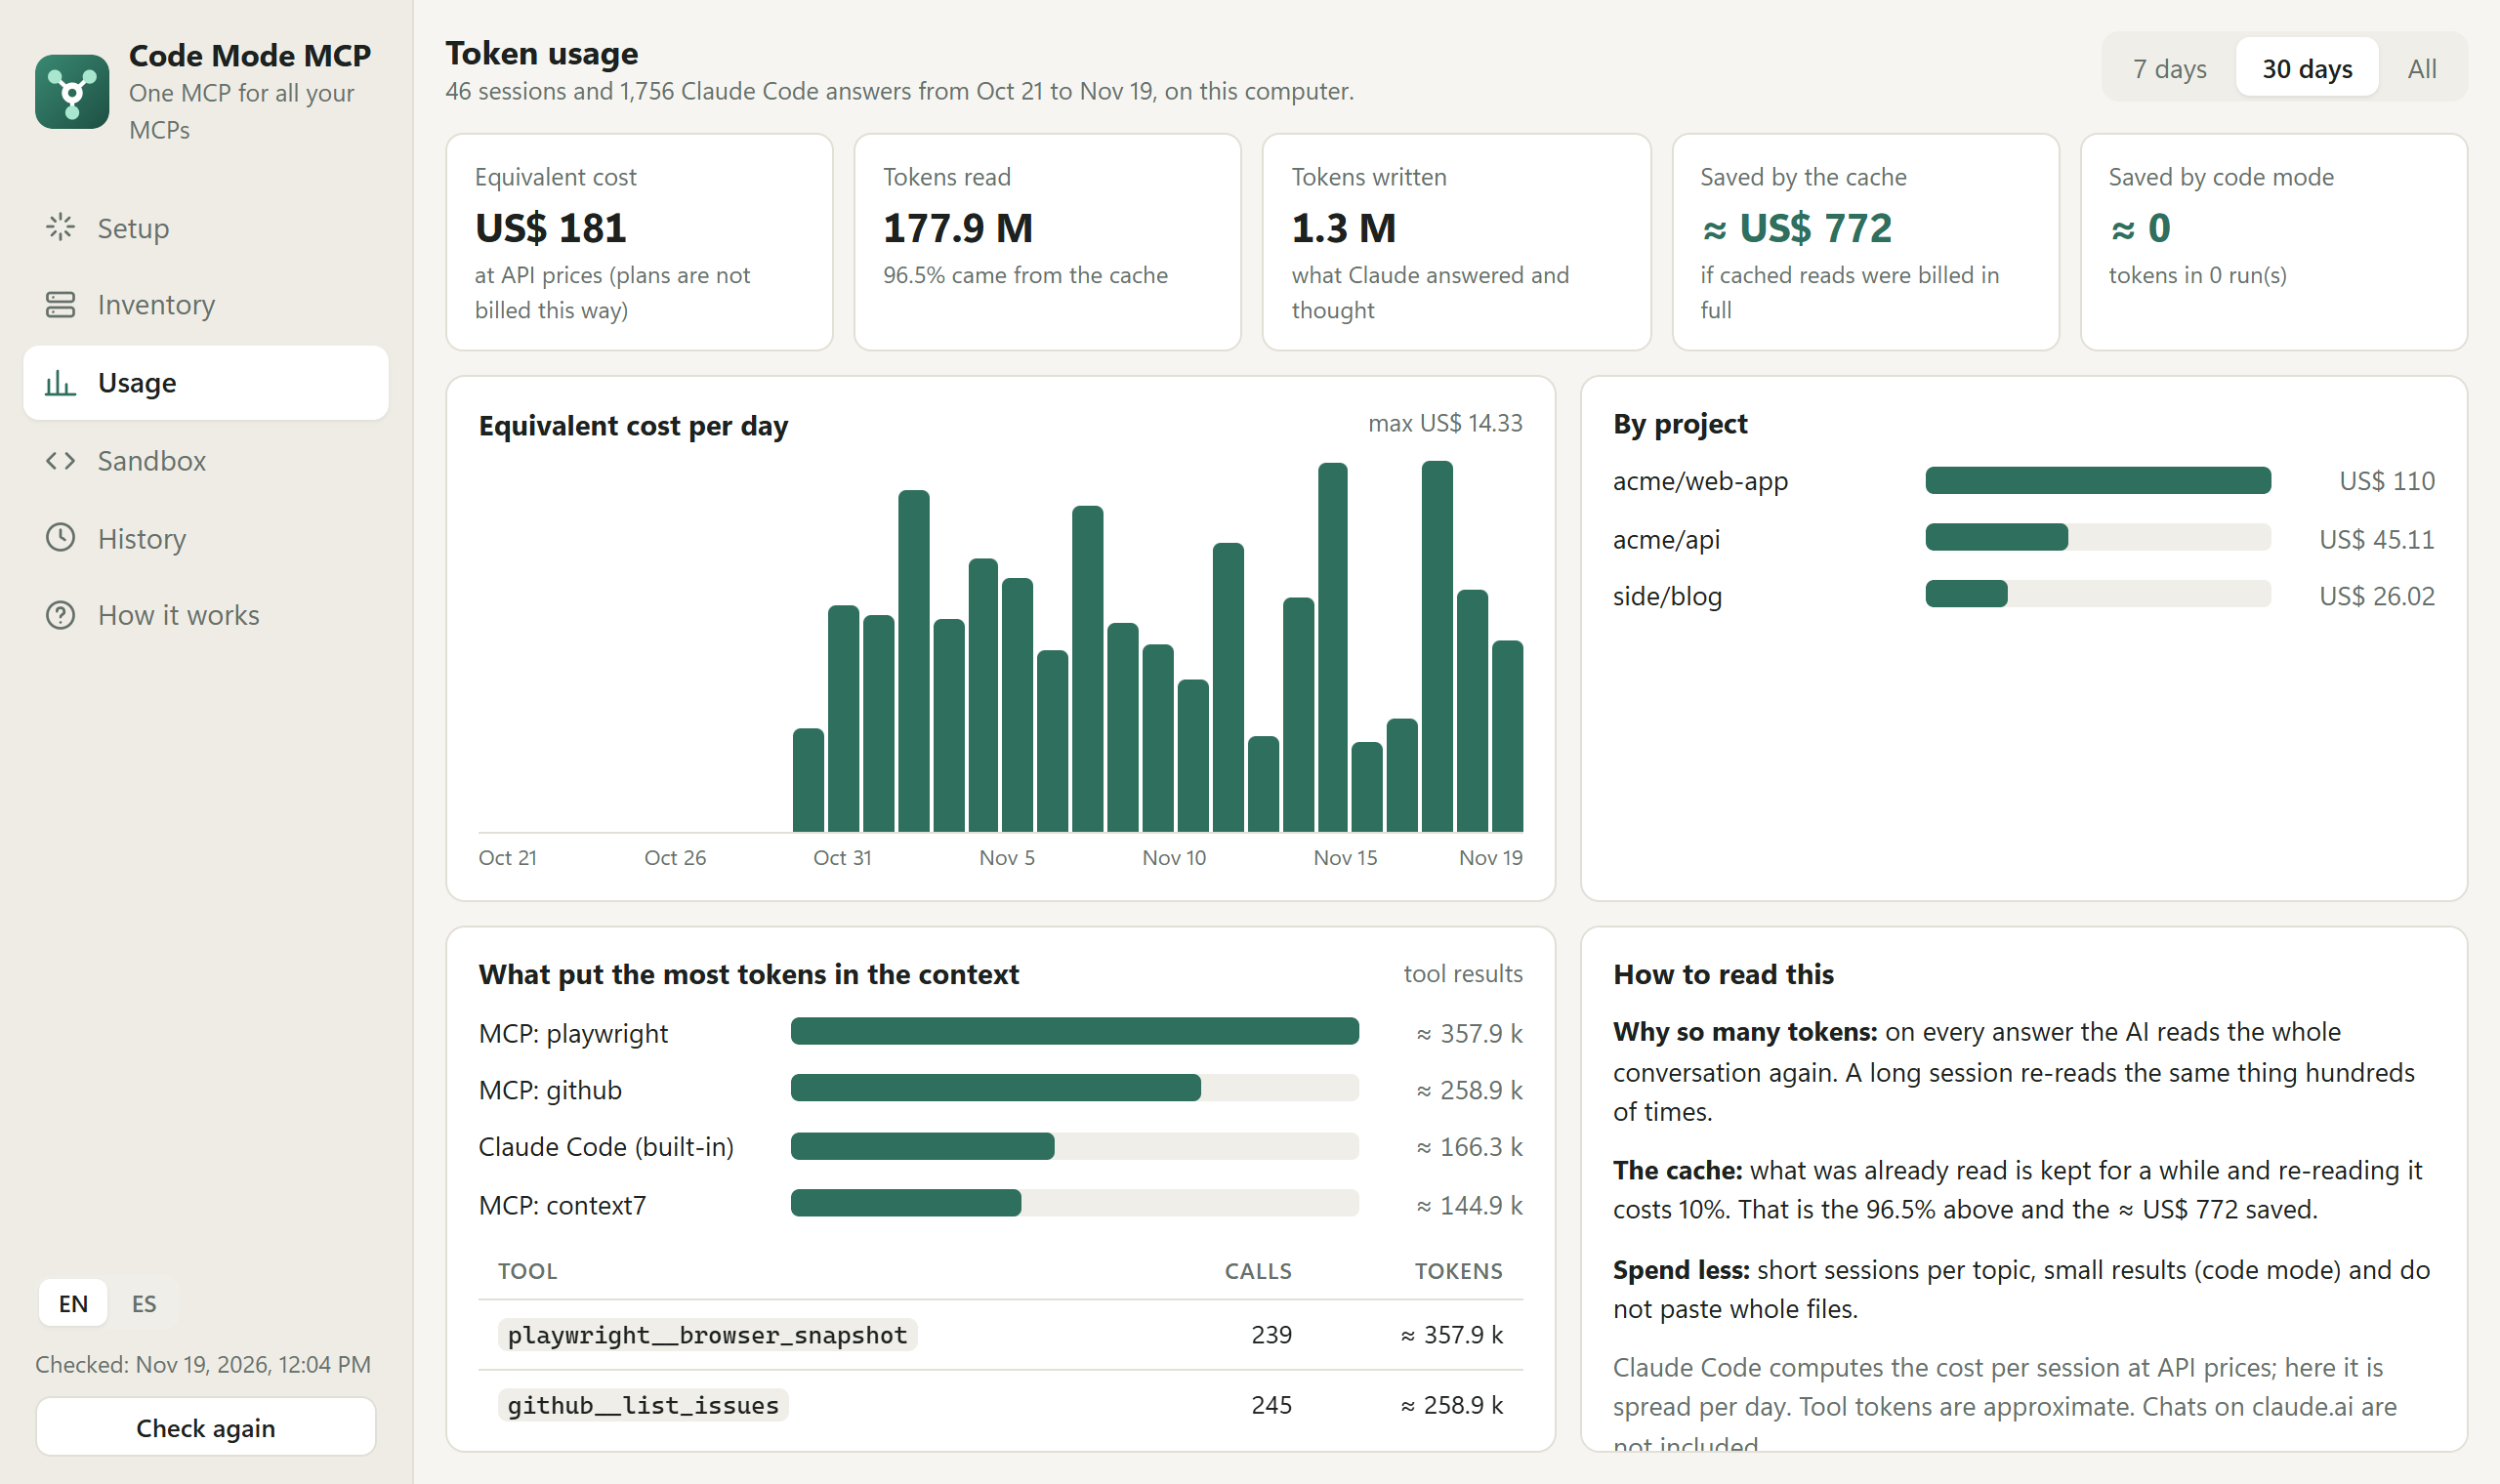 Code Mode MCP
One MCP for all your
MCPs
Setup
Inventory
Usage
Sandbox
History
How it works
EN ES
Checked: Nov 19, 2026, 12:04 PM
Check again
Token usage
46 sessions and 1,756 Claude Code answers from Oct 21 to Nov 19, on this computer.
7 days 30 days All
Equivalent cost
US$ 181
at API prices (plans are not
billed this way)
Tokens read
177.9 M
96.5% came from the cache
Tokens written
1.3 M
what Claude answered and
thought
Saved by the cache
≈ US$ 772
if cached reads were billed in
full
Saved by code mode
≈ 0
tokens in 0 run(s)
Equivalent cost per day max US$ 14.33
Oct 21 Oct 26 Oct 31 Nov 5 Nov 10 Nov 15 Nov 19
By project
acme/web-app US$ 110
acme/api US$ 45.11
side/blog US$ 26.02
What put the most tokens in the context tool results
MCP: playwright ≈ 357.9 k
MCP: github ≈ 258.9 k
Claude Code (built-in) ≈ 166.3 k
MCP: context7 ≈ 144.9 k
TOOL CALLS TOKENS
playwright__browser_snapshot 239 ≈ 357.9 k
github__list_issues 245 ≈ 258.9 k
How to read this
Why so many tokens: on every answer the AI reads the whole
conversation again. A long session re-reads the same thing hundreds
of times.
The cache: what was already read is kept for a while and re-reading it
costs 10%. That is the 96.5% above and the ≈ US$ 772 saved.
Spend less: short sessions per topic, small results (code mode) and do
not paste whole files.
Claude Code computes the cost per session at API prices; here it is
spread per day. Tool tokens are approximate. Chats on claude.ai are
not included